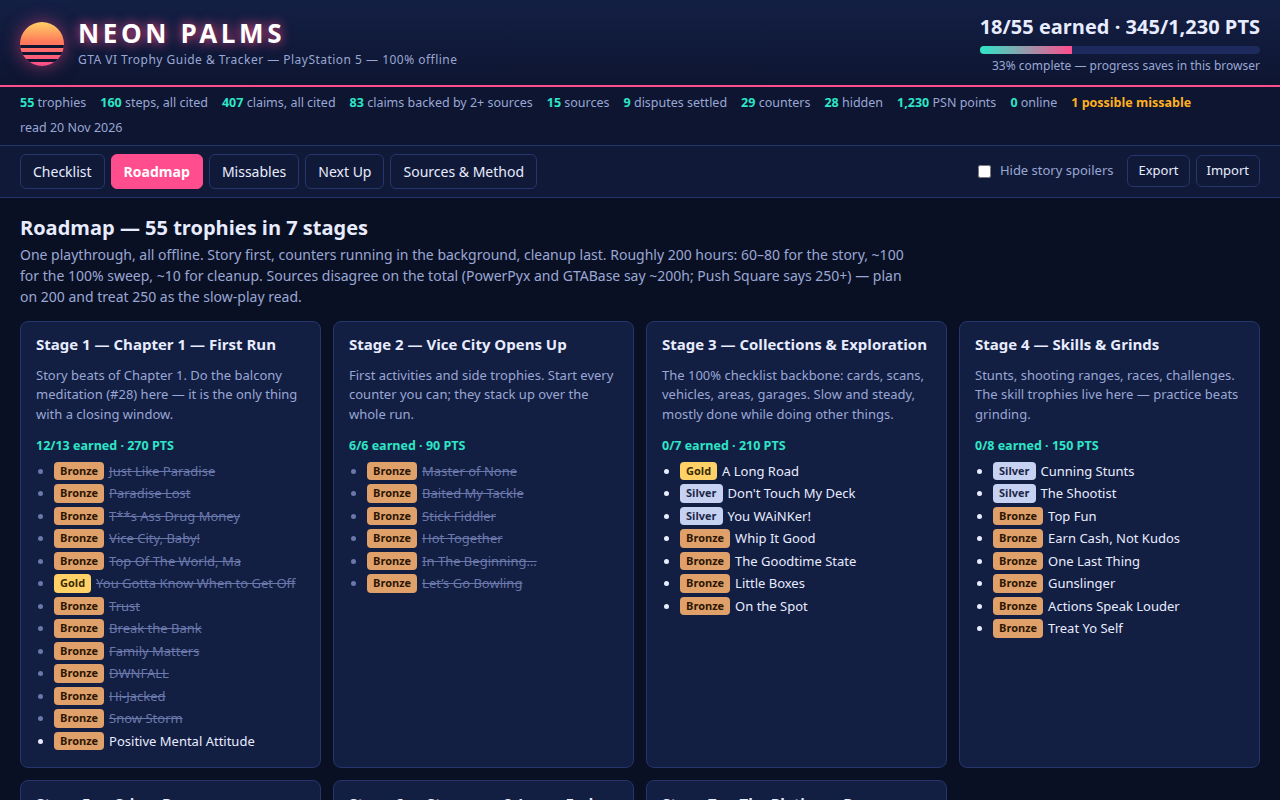 NEON PALMS
GTA VI Trophy Guide & Tracker — PlayStation 5 — 100% offline
18/55 earned · 345/1,230 PTS
33% complete — progress saves in this browser
55 trophies 160 steps, all cited 407 claims, all cited 83 claims backed by 2+ sources 15 sources 9 disputes settled 29 counters 28 hidden 1,230 PSN points 0 online 1 possible missable
read 20 Nov 2026
Checklist Roadmap Missables Next Up Sources & Method Hide story spoilers Export Import
Roadmap — 55 trophies in 7 stages
One playthrough, all offline. Story first, counters running in the background, cleanup last. Roughly 200 hours: 60–80 for the story, ~100
for the 100% sweep, ~10 for cleanup. Sources disagree on the total (PowerPyx and GTABase say ~200h; Push Square says 250+) — plan
on 200 and treat 250 as the slow-play read.
Stage 1 — Chapter 1 — First Run
Story beats of Chapter 1. Do the balcony
meditation (#28) here — it is the only thing
with a closing window.
12/13 earned · 270 PTS
Bronze Just Like Paradise
Bronze Paradise Lost
Bronze T**s Ass Drug Money
Bronze Vice City, Baby!
Bronze Top Of The World, Ma
Gold You Gotta Know When to Get Off
Bronze Trust
Bronze Break the Bank
Bronze Family Matters
Bronze DWNFALL
Bronze Hi-Jacked
Bronze Snow Storm
Bronze Positive Mental Attitude
Stage 2 — Vice City Opens Up
First activities and side trophies. Start every
counter you can; they stack up over the
whole run.
6/6 earned · 90 PTS
Bronze Master of None
Bronze Baited My Tackle
Bronze Stick Fiddler
Bronze Hot Together
Bronze In The Beginning...
Bronze Let's Go Bowling
Stage 3 — Collections & Exploration
The 100% checklist backbone: cards, scans,
vehicles, areas, garages. Slow and steady,
mostly done while doing other things.
0/7 earned · 210 PTS
Gold A Long Road
Silver Don't Touch My Deck
Silver You WAiNKer!
Bronze Whip It Good
Bronze The Goodtime State
Bronze Little Boxes
Bronze On the Spot
Stage 4 — Skills & Grinds
Stunts, shooting ranges, races, challenges.
The skill trophies live here — practice beats
grinding.
0/8 earned · 150 PTS
Silver Cunning Stunts
Silver The Shootist
Bronze Top Fun
Bronze Earn Cash, Not Kudos
Bronze One Last Thing
Bronze Gunslinger
Bronze Actions Speak Louder
Bronze Treat Yo Self